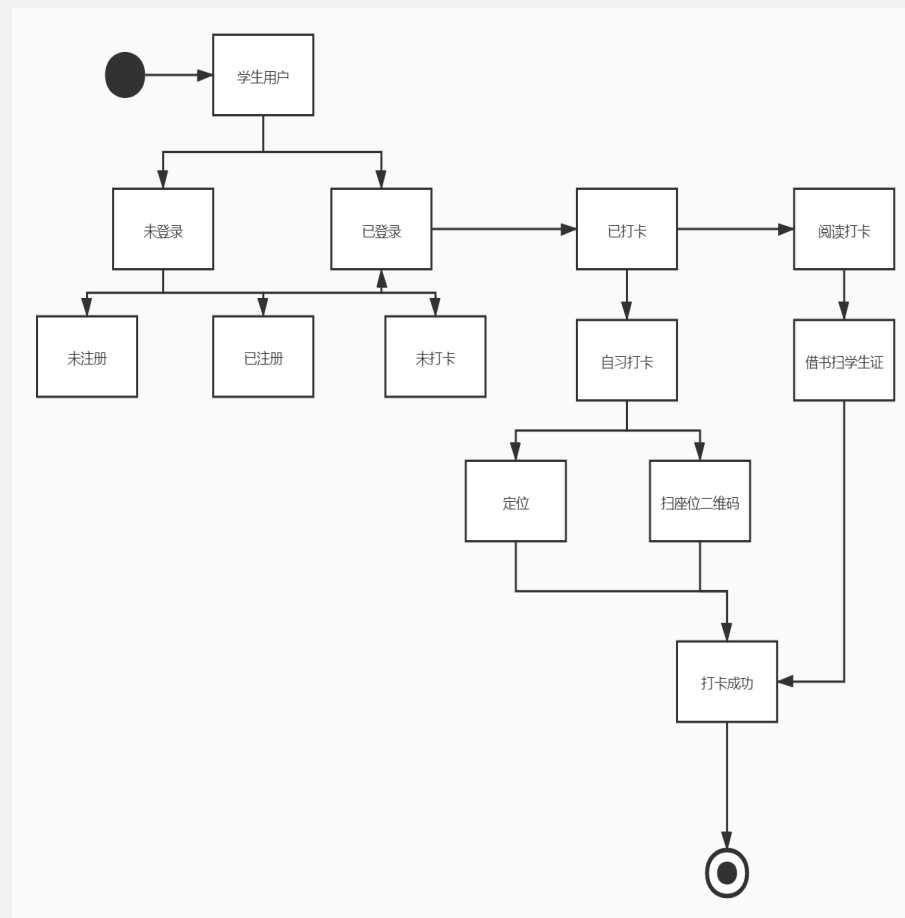 学生用户
未登录
已登录
已打卡
阅读打卡
未注册
已注册
未打卡
自习打卡
借书扫学生证
定位
扫座位二维码
打卡成功